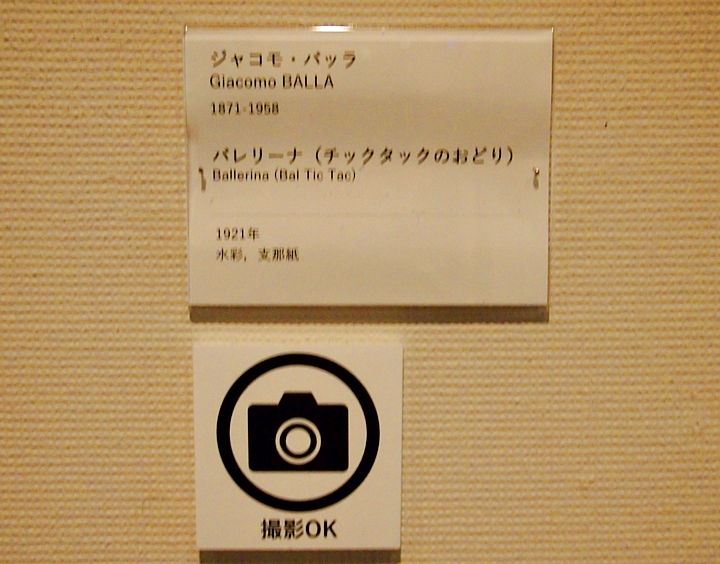 ジャコモ・バッラ
Giacomo BALLA
1871-1958
バレリーナ（チックタックのおどり）
Ballerina (Bal Tic Tac)
1921年
水彩，支那紙
撮影OK